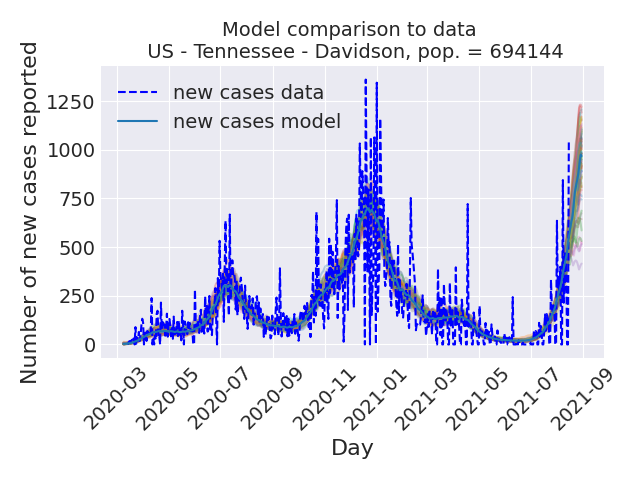 Model comparison to data
US - Tennessee - Davidson, pop. = 694144
Number of new cases reported
new cases data
new cases model
1250
1000
750
500
250
0
2020-03
2020-05
2020-07
2020-09
2020-11
2021-01
2021-03
2021-05
2021-07
2021-09
Day